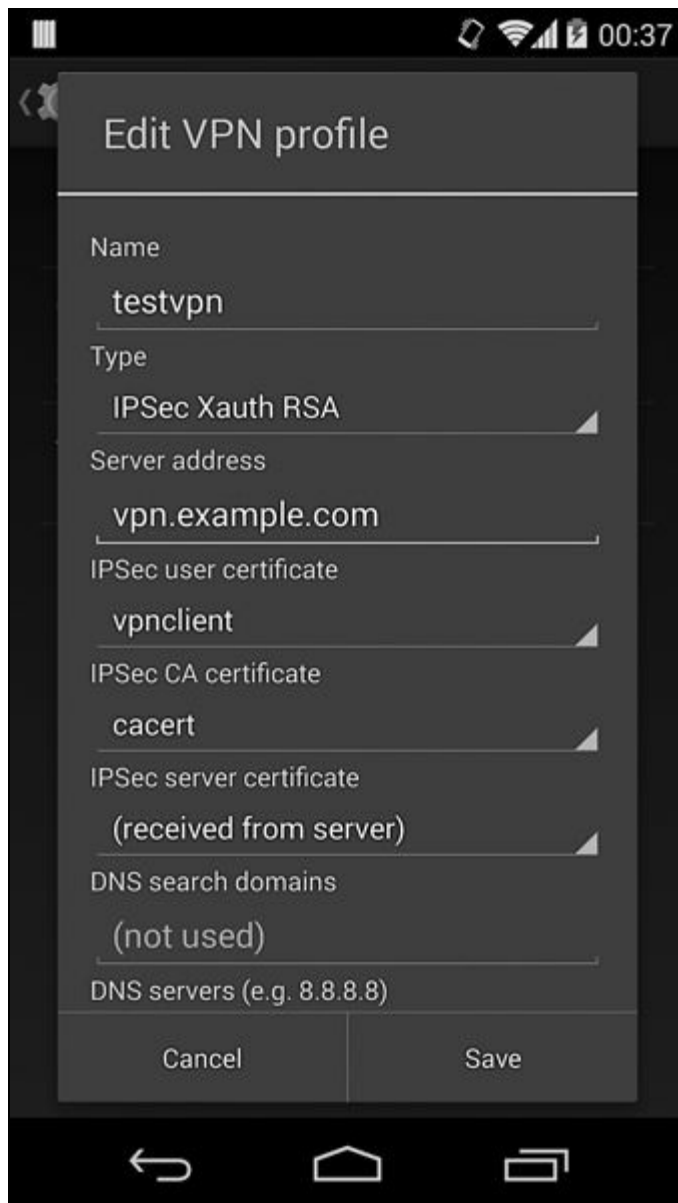 00:37
Edit VPN profile
Name
testvpn
Type
IPSec Xauth RSA
Server address
vpn.example.com
IPSec user certificate
vpnclient
IPSec CA certificate
cacert
IPSec server certificate
(received from server)
DNS search domains
(not used)
DNS servers (e.g. 8.8.8.8)
Cancel
Save